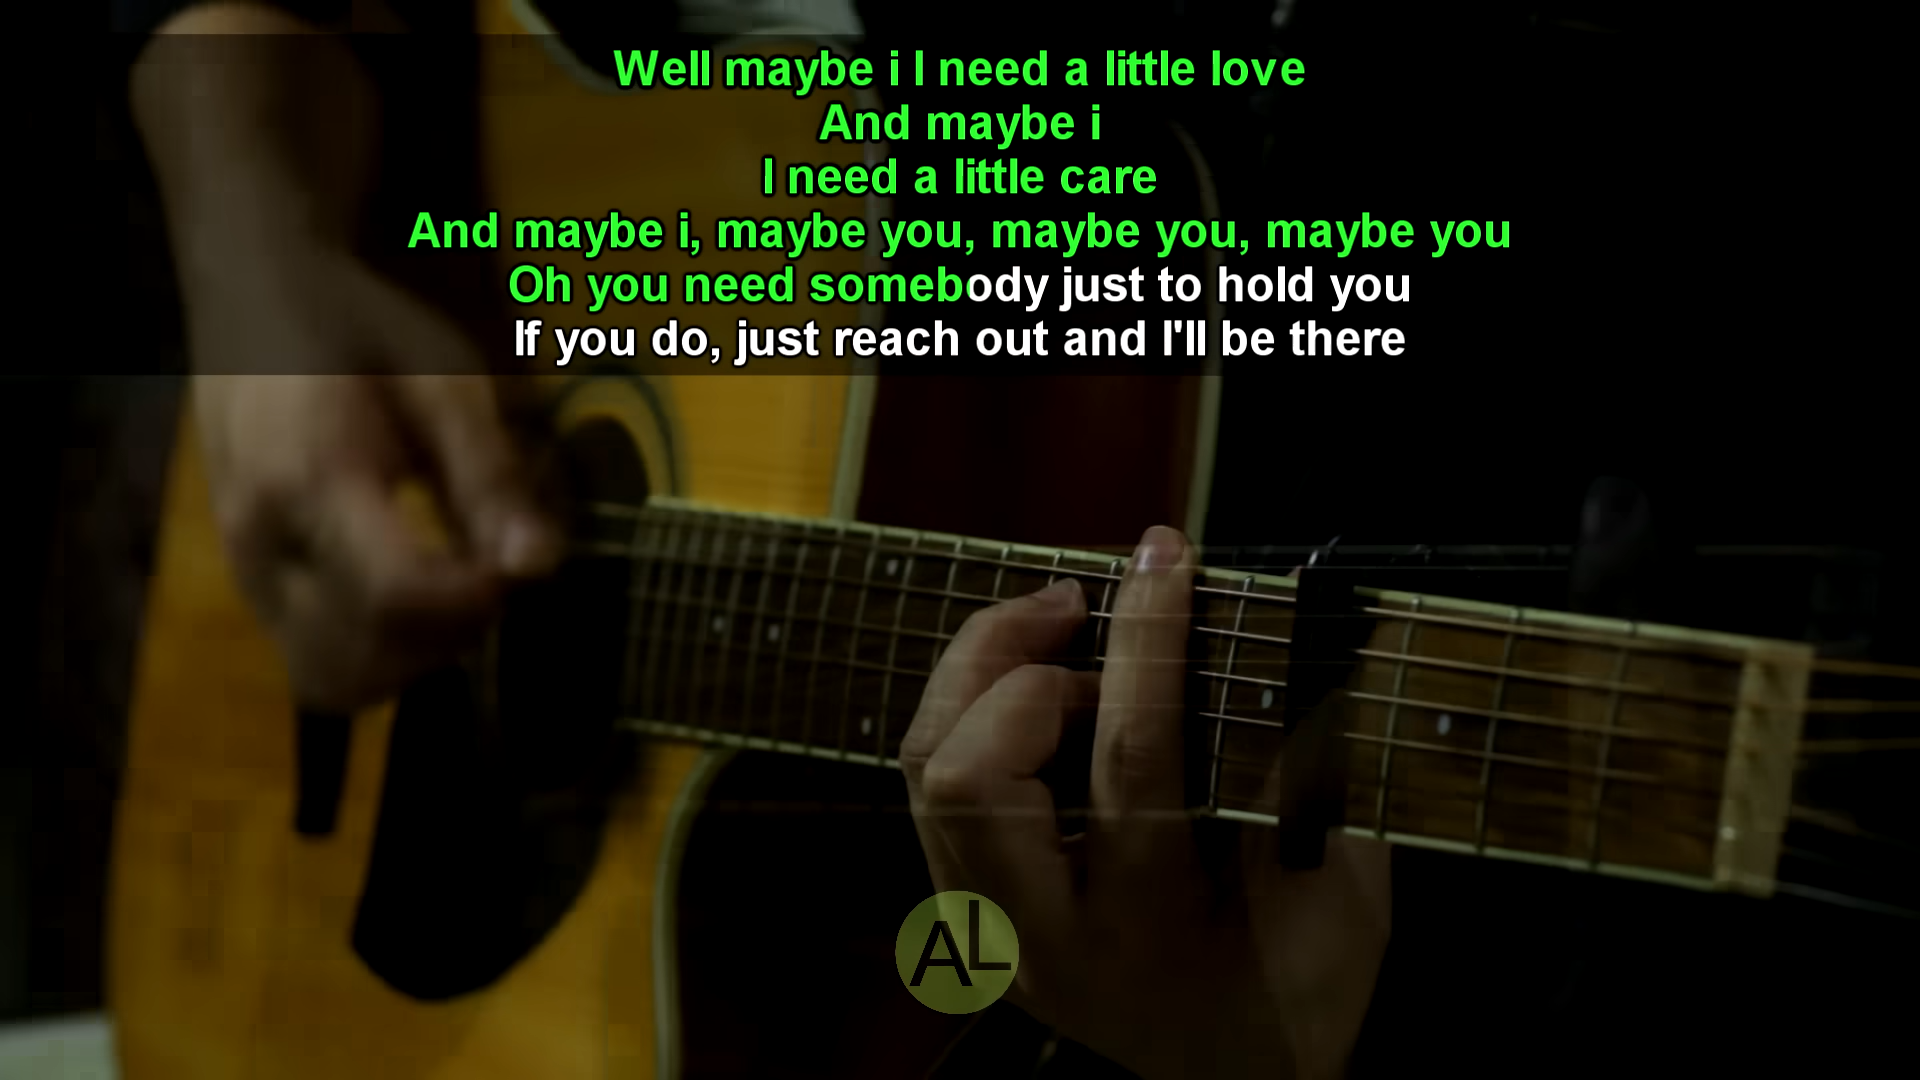 Well maybe i I need a little love
And maybe i
I need a little care
And maybe i, maybe you, maybe you, maybe you
Oh you need somebody just to hold you
If you do, just reach out and I'll be there
AL